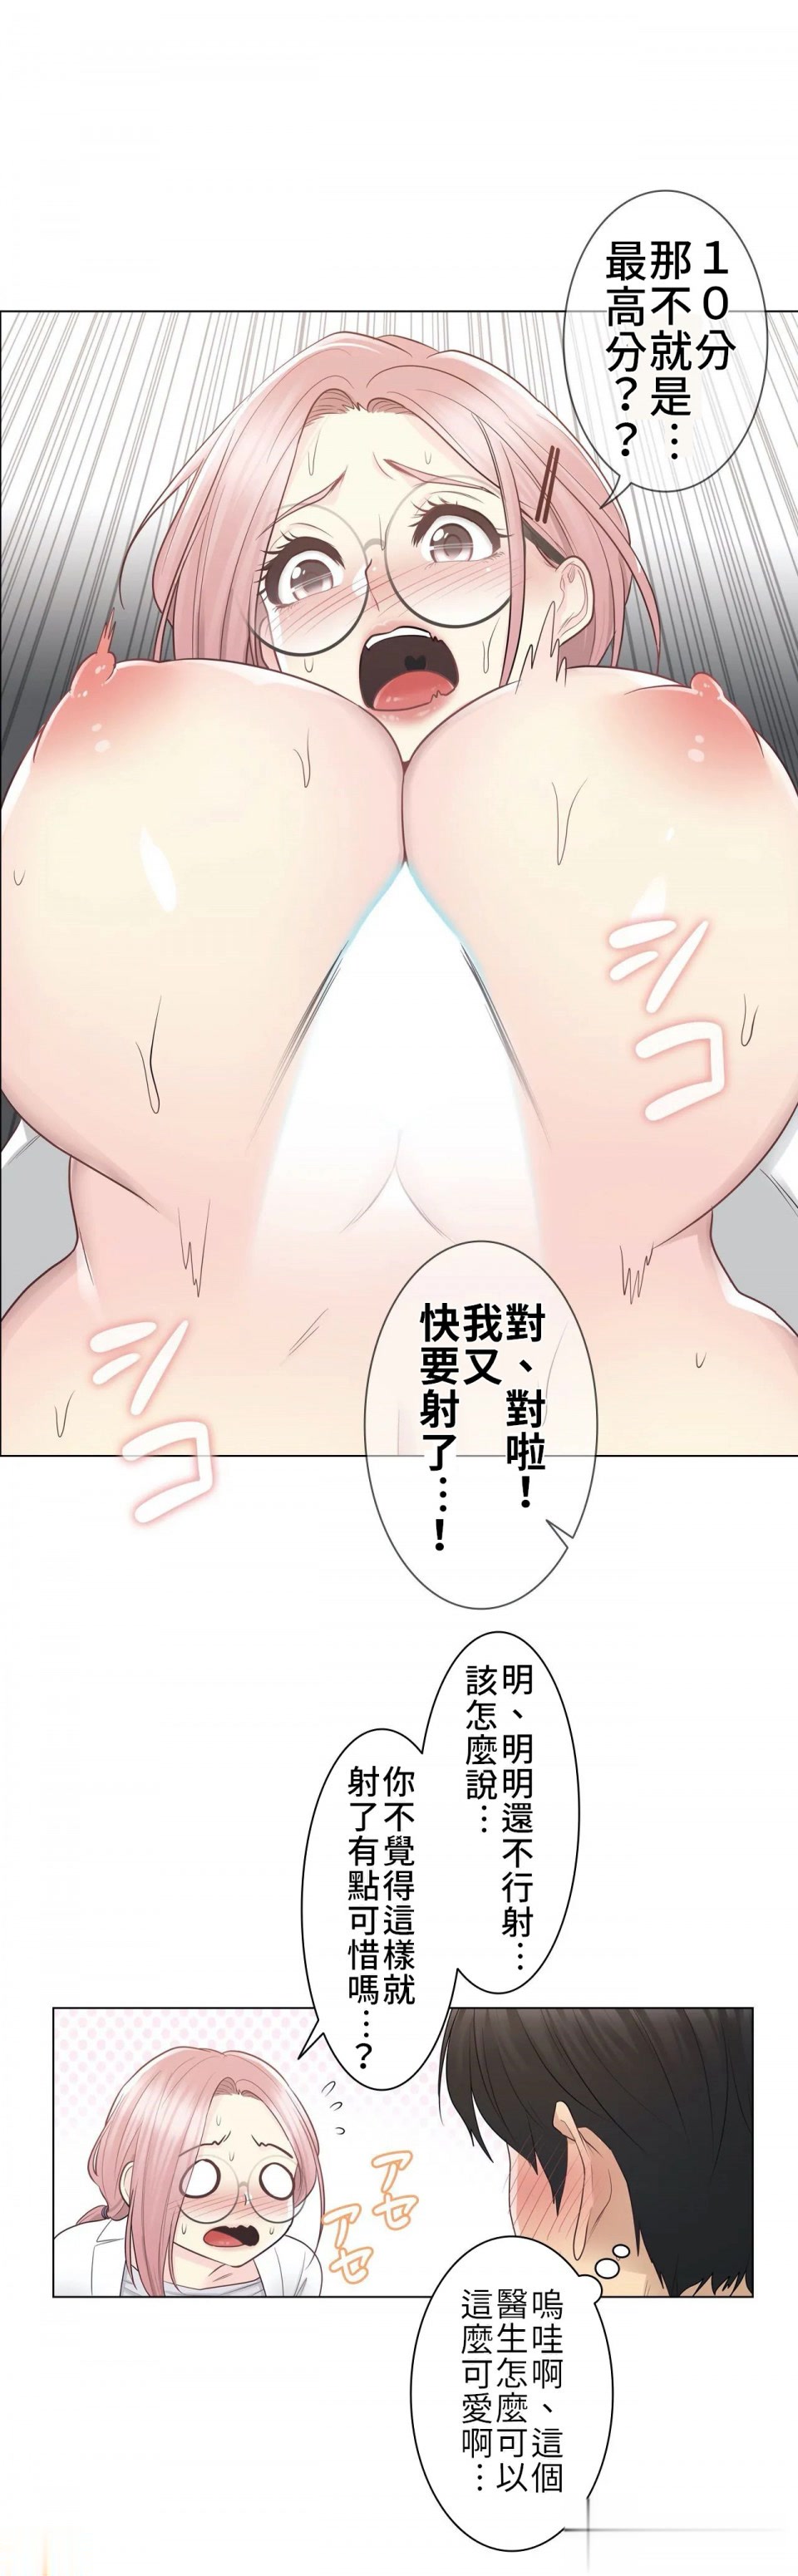 10分
那不就是…
最高分？？
シコ
シコ
對、對啦！
我又
快要射了…！
明、明明還不行射…
該怎麼說…
你不覺得這樣就
射了有點可惜嗎…？
アセ
アセ
嗚哇啊、這個
醫生怎麼可以
這麼可愛啊…